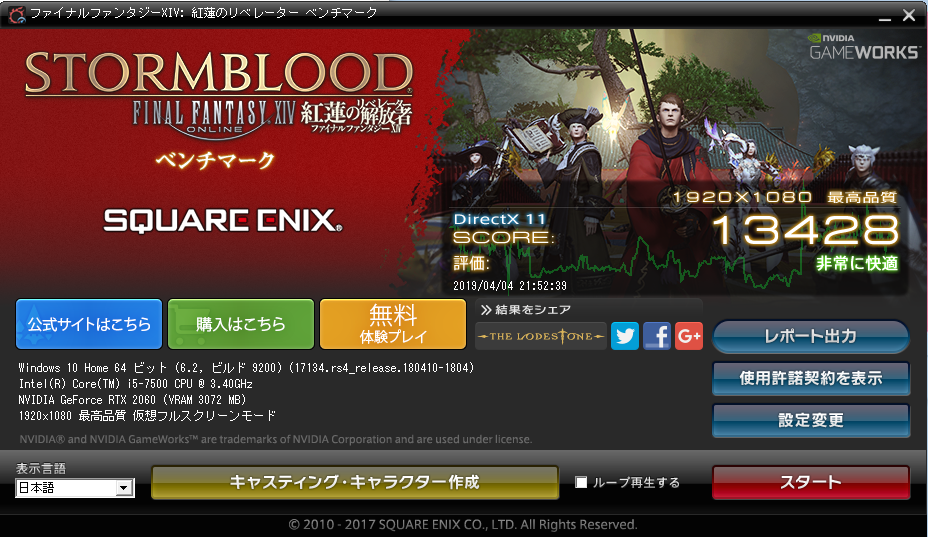 ファイナルファンタジーXIV: 紅蓮のリベレーター ベンチマーク
NVIDIA
GAMEWORKS
STORMBLOOD
FINAL FANTASY XIV
ONLINE
紅蓮の解放者
リベレーター
ファイナルファンタジーXIV
ベンチマーク
SQUARE ENIX®
1920X1080 最高品質
DirectX 11
SCORE:
13428
評価:
非常に快適
2019/04/04 21:52:39
公式サイトはこちら
購入はこちら
無料
体験プレイ
結果をシェア
THE LODESTONE
G+
レポート出力
使用許諾契約を表示
設定変更
Windows 10 Home 64 ビット (6.2, ビルド 9200) (17134.rs4_release.180410-1804)
Intel(R) Core(TM) i5-7500 CPU @ 3.40GHz
NVIDIA GeForce RTX 2060 (VRAM 3072 MB)
1920x1080 最高品質 仮想フルスクリーンモード
NVIDIA® and NVIDIA GameWorks™ are trademarks of NVIDIA Corporation and are used under license.
表示言語
日本語
キャスティング・キャラクター作成
ループ再生する
スタート
© 2010 - 2017 SQUARE ENIX CO., LTD. All Rights Reserved.